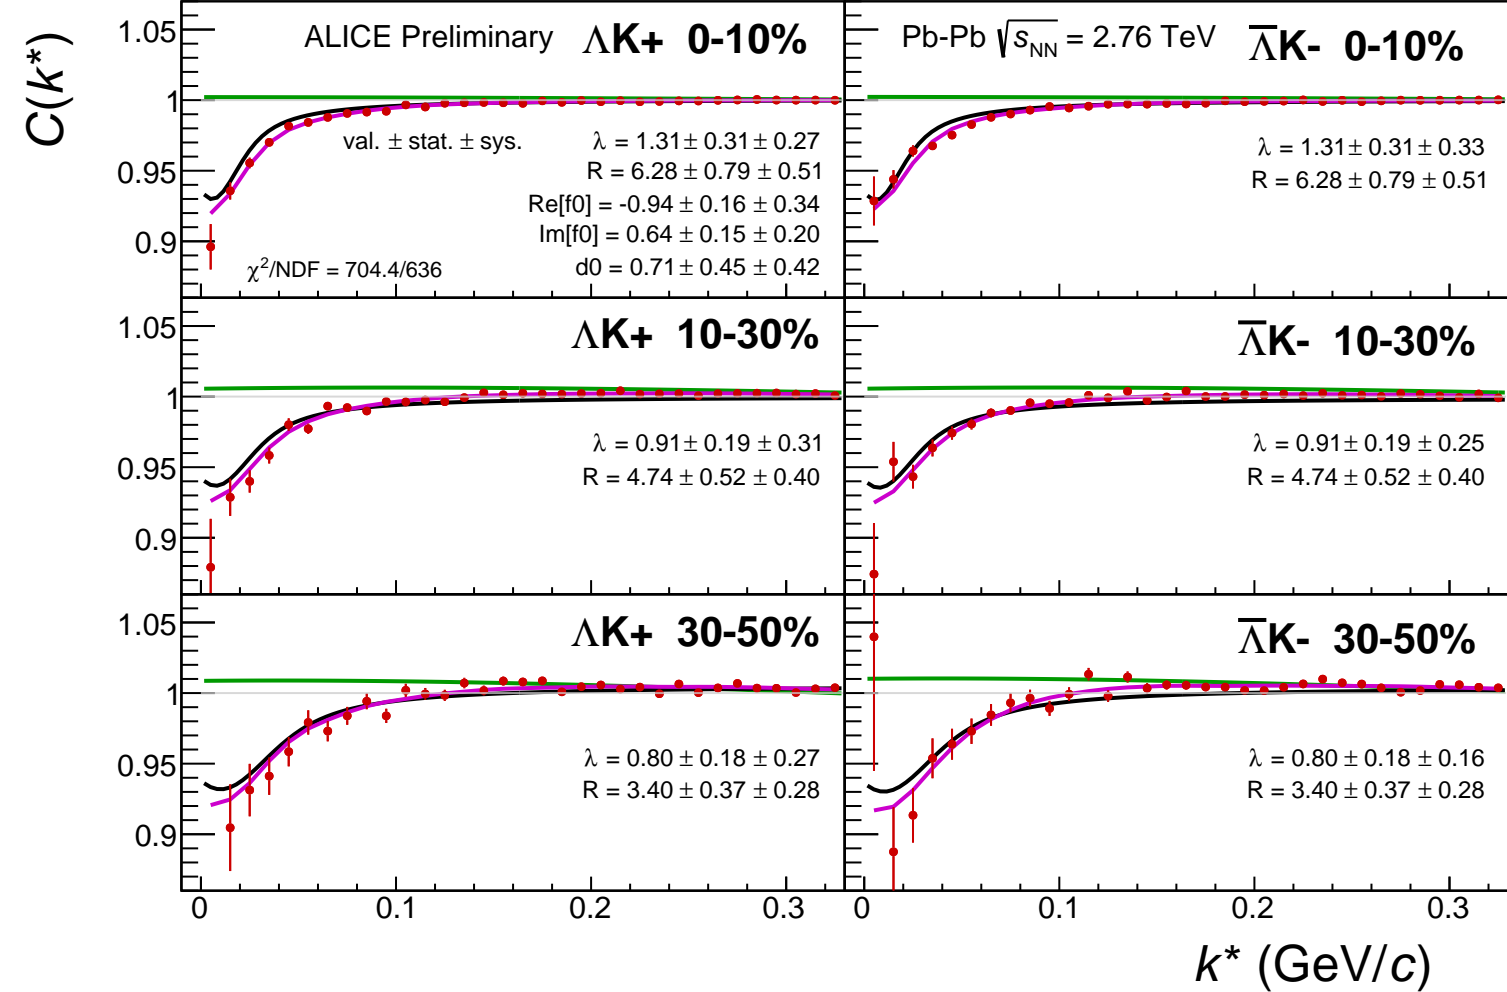 C(k*)
ALICE Preliminary ΛK+ 0-10%
1.05
1
0.95
0.9
val. ± stat. ± sys.
λ = 1.31 ± 0.31 ± 0.27
R = 6.28 ± 0.79 ± 0.51
Re[f0] = -0.94 ± 0.16 ± 0.34
Im[f0] = 0.64 ± 0.15 ± 0.20
d0 = 0.71 ± 0.45 ± 0.42
χ²/NDF = 704.4/636
Pb-Pb √s_NN = 2.76 TeV Λ̅K- 0-10%
λ = 1.31 ± 0.31 ± 0.33
R = 6.28 ± 0.79 ± 0.51
ΛK+ 10-30%
1.05
1
0.95
0.9
λ = 0.91 ± 0.19 ± 0.31
R = 4.74 ± 0.52 ± 0.40
Λ̅K- 10-30%
λ = 0.91 ± 0.19 ± 0.25
R = 4.74 ± 0.52 ± 0.40
ΛK+ 30-50%
1.05
1
0.95
0.9
λ = 0.80 ± 0.18 ± 0.27
R = 3.40 ± 0.37 ± 0.28
Λ̅K- 30-50%
λ = 0.80 ± 0.18 ± 0.16
R = 3.40 ± 0.37 ± 0.28
0 0.1 0.2 0.3 0 0.1 0.2 0.3
k* (GeV/c)